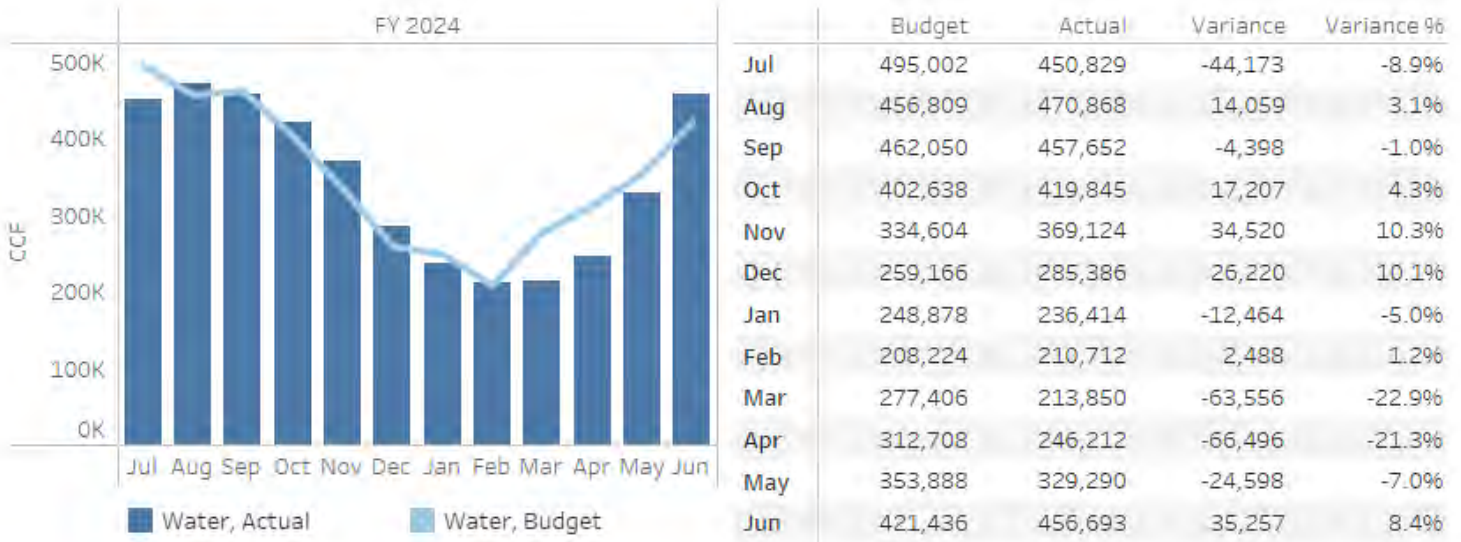 FY 2024
500K
400K
300K
200K
100K
0K
CCF
Jul Aug Sep Oct Nov Dec Jan Feb Mar Apr May Jun
Water, Actual Water, Budget
Budget Actual Variance Variance %
Jul 495,002 450,829 -44,173 -8.9%
Aug 456,809 470,868 14,059 3.1%
Sep 462,050 457,652 -4,398 -1.0%
Oct 402,638 419,845 17,207 4.3%
Nov 334,604 369,124 34,520 10.3%
Dec 259,166 285,386 26,220 10.1%
Jan 248,878 236,414 -12,464 -5.0%
Feb 208,224 210,712 2,488 1.2%
Mar 277,406 213,850 -63,556 -22.9%
Apr 312,708 246,212 -66,496 -21.3%
May 353,888 329,290 -24,598 -7.0%
Jun 421,436 456,693 35,257 8.4%